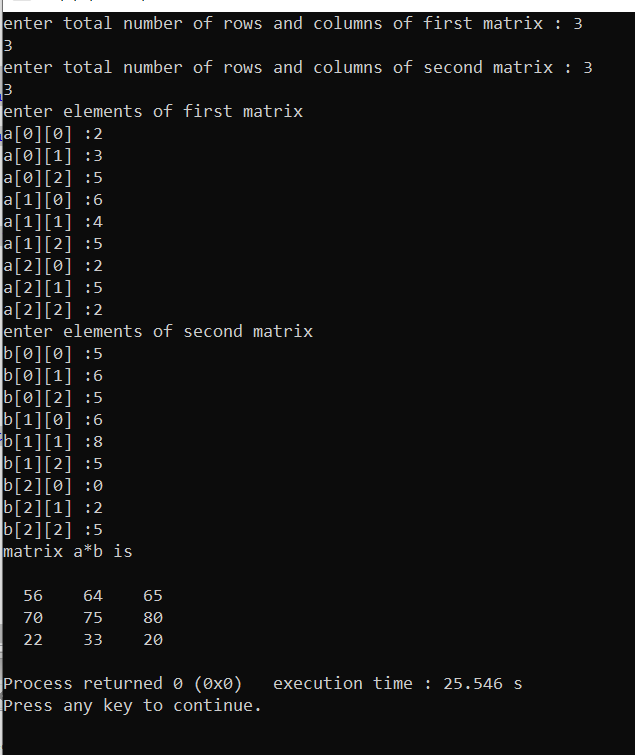 enter total number of rows and columns of first matrix : 3
3
enter total number of rows and columns of second matrix : 3
3
enter elements of first matrix
a[0][0] :2
a[0][1] :3
a[0][2] :5
a[1][0] :6
a[1][1] :4
a[1][2] :5
a[2][0] :2
a[2][1] :5
a[2][2] :2
enter elements of second matrix
b[0][0] :5
b[0][1] :6
b[0][2] :5
b[1][0] :6
b[1][1] :8
b[1][2] :5
b[2][0] :0
b[2][1] :2
b[2][2] :5
matrix a*b is
56 64 65
70 75 80
22 33 20
Process returned 0 (0x0) execution time : 25.546 s
Press any key to continue.